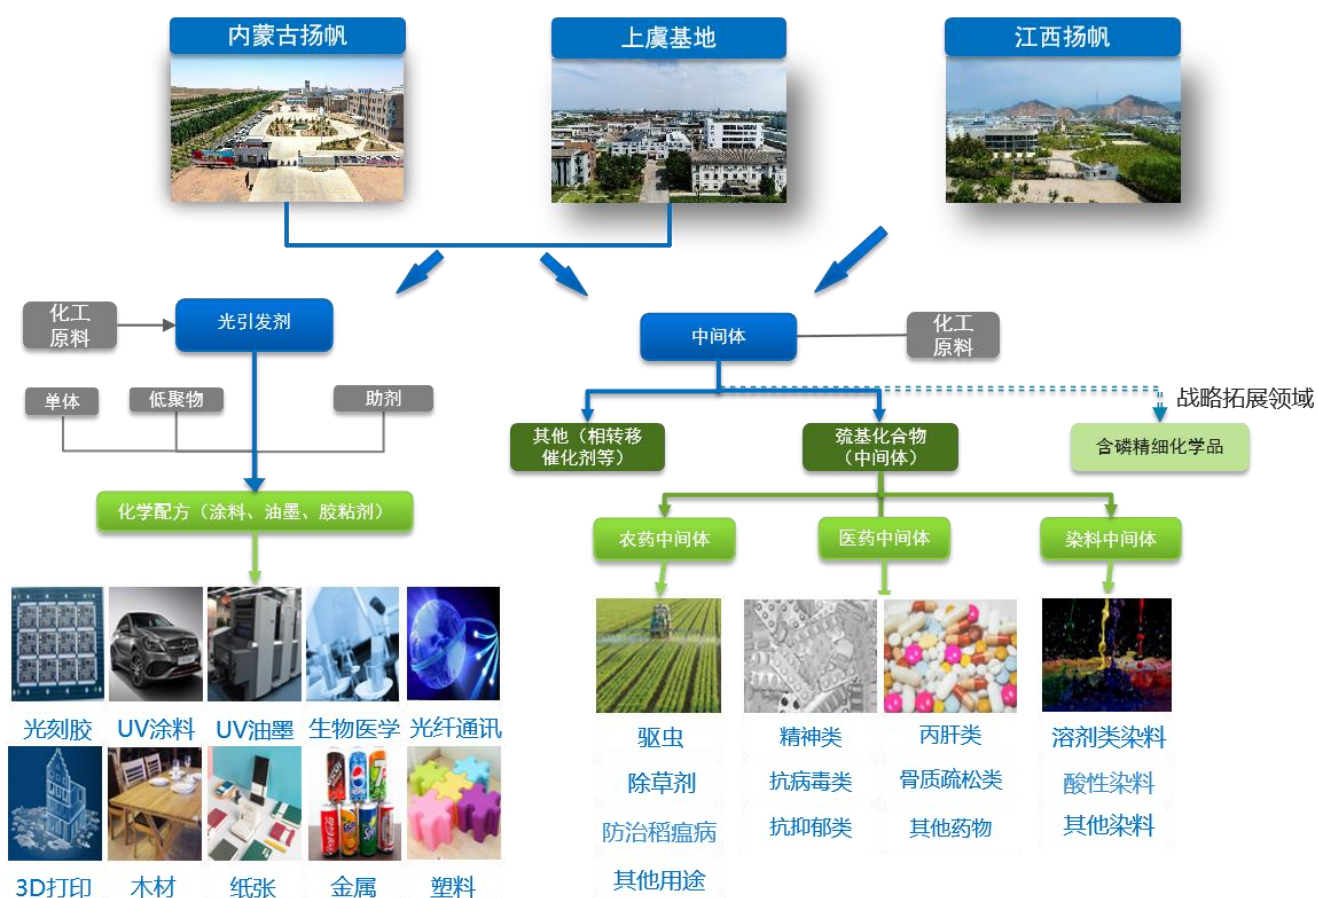 内蒙古扬帆
上虞基地
江西扬帆
化工
原料
光引发剂
中间体
化工
原料
单体
低聚物
助剂
战略拓展领域
其他（相转移
催化剂等）
巯基化合物
（中间体）
含磷精细化学品
化学配方（涂料、油墨、胶粘剂）
农药中间体
医药中间体
染料中间体
光刻胶
UV涂料
UV油墨
生物医学
光纤通讯
驱虫
精神类
丙肝类
溶剂类染料
除草剂
抗病毒类
骨质疏松类
酸性染料
防治稻瘟病
抗抑郁类
其他药物
其他染料
其他用途
3D打印
木材
纸张
金属
塑料